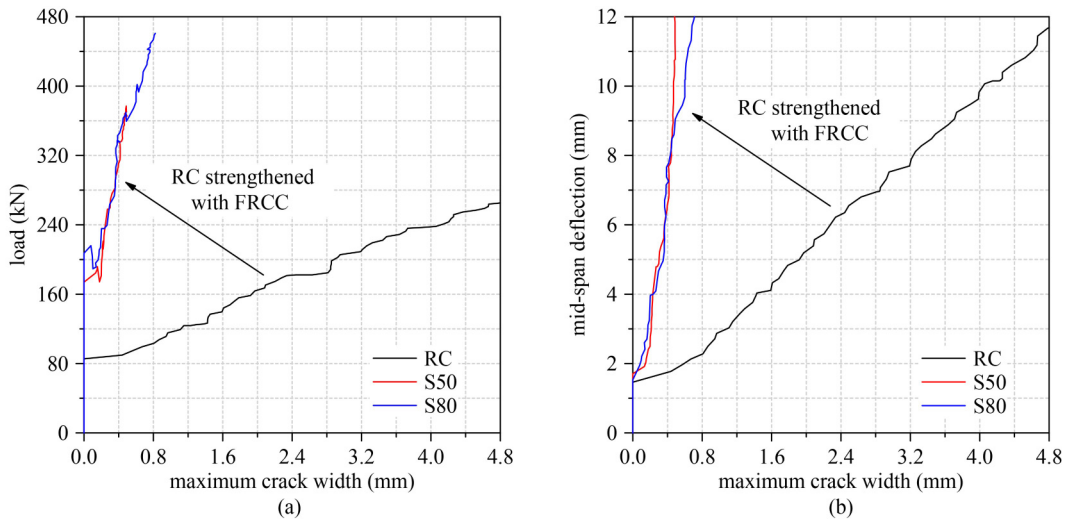 480
400
320
240
160
80
0
load (kN)
RC strengthened
with FRCC
RC
S50
S80
0.0 0.8 1.6 2.4 3.2 4.0 4.8
maximum crack width (mm)
(a)
12
10
8
6
4
2
0
mid-span deflection (mm)
RC strengthened
with FRCC
RC
S50
S80
0.0 0.8 1.6 2.4 3.2 4.0 4.8
maximum crack width (mm)
(b)